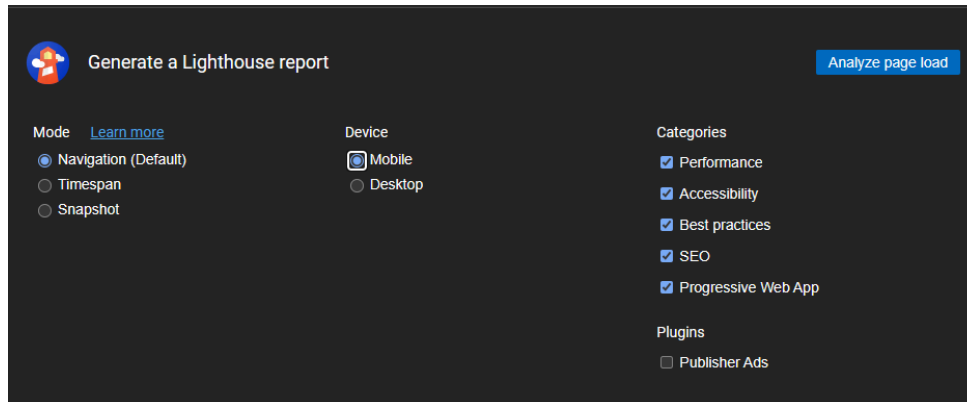 Generate a Lighthouse report
Analyze page load
Mode Learn more
Navigation (Default)
Timespan
Snapshot
Device
Mobile
Desktop
Categories
Performance
Accessibility
Best practices
SEO
Progressive Web App
Plugins
Publisher Ads